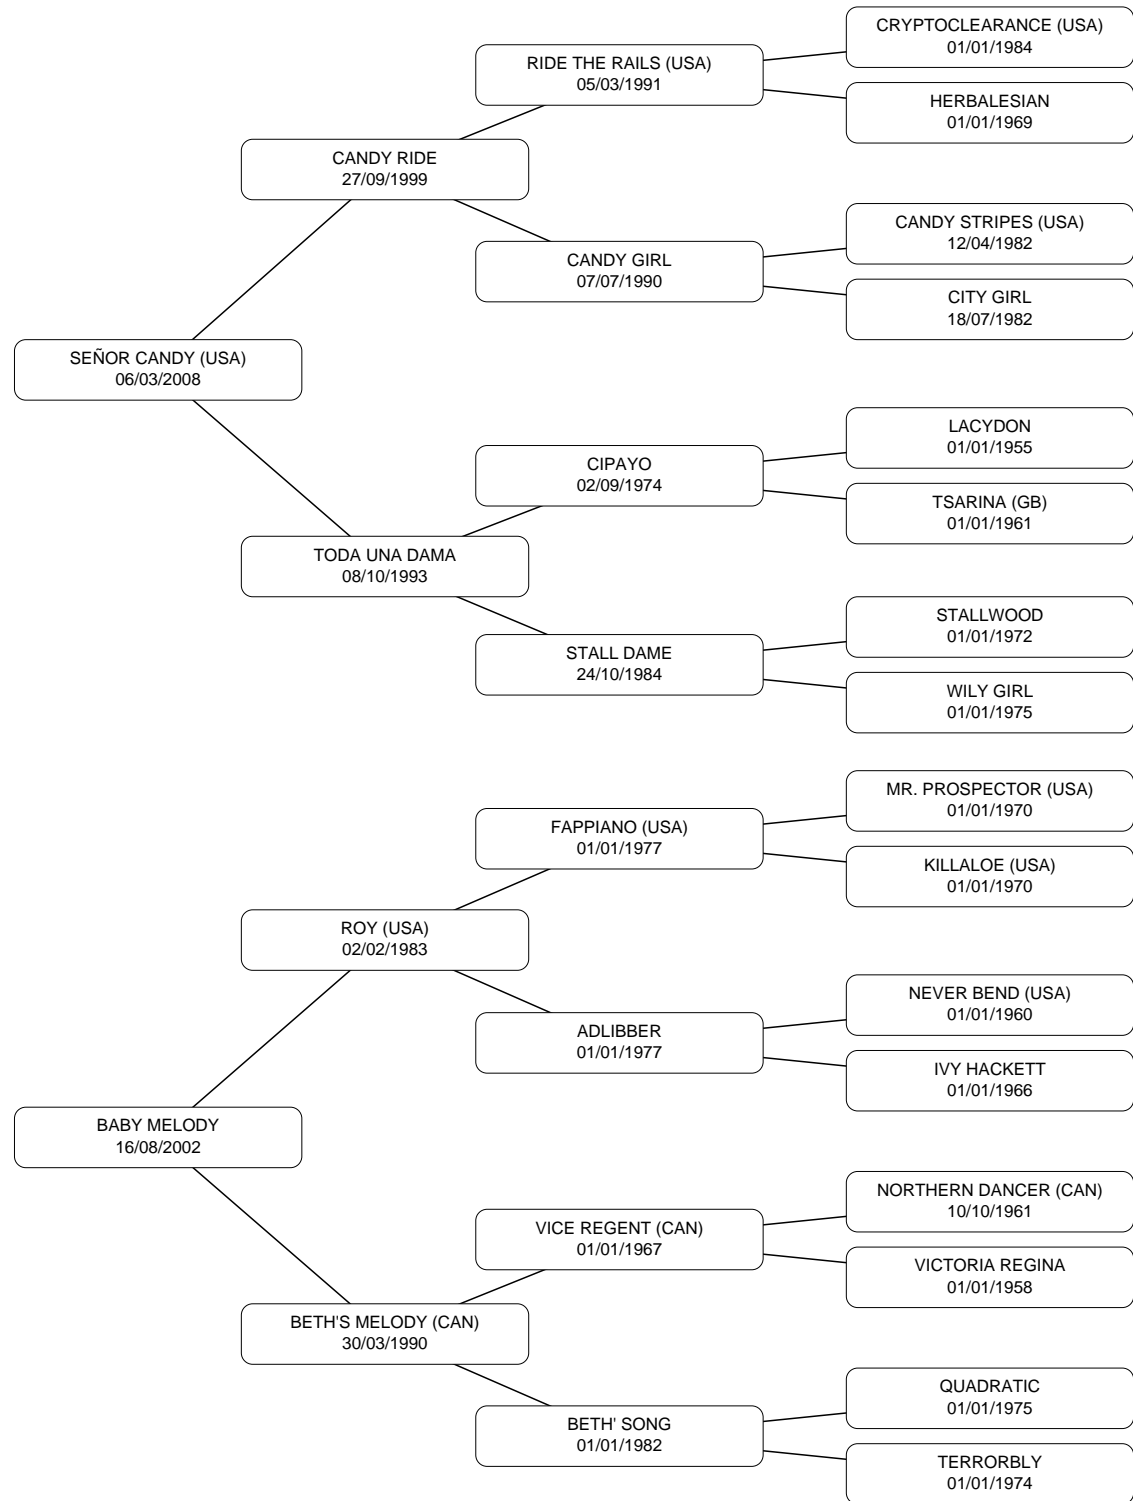 CRYPTOCLEARANCE (USA)
01/01/1984
RIDE THE RAILS (USA)
05/03/1991
HERBALESIAN
01/01/1969
CANDY RIDE
27/09/1999
CANDY STRIPES (USA)
12/04/1982
CANDY GIRL
07/07/1990
CITY GIRL
18/07/1982
SEÑOR CANDY (USA)
06/03/2008
LACYDON
01/01/1955
CIPAYO
02/09/1974
TSARINA (GB)
01/01/1961
TODA UNA DAMA
08/10/1993
STALLWOOD
01/01/1972
STALL DAME
24/10/1984
WILY GIRL
01/01/1975
MR. PROSPECTOR (USA)
01/01/1970
FAPPIANO (USA)
01/01/1977
KILLALOE (USA)
01/01/1970
ROY (USA)
02/02/1983
NEVER BEND (USA)
01/01/1960
ADLIBBER
01/01/1977
IVY HACKETT
01/01/1966
BABY MELODY
16/08/2002
NORTHERN DANCER (CAN)
10/10/1961
VICE REGENT (CAN)
01/01/1967
VICTORIA REGINA
01/01/1958
BETH'S MELODY (CAN)
30/03/1990
QUADRATIC
01/01/1975
BETH' SONG
01/01/1982
TERRORBLY
01/01/1974